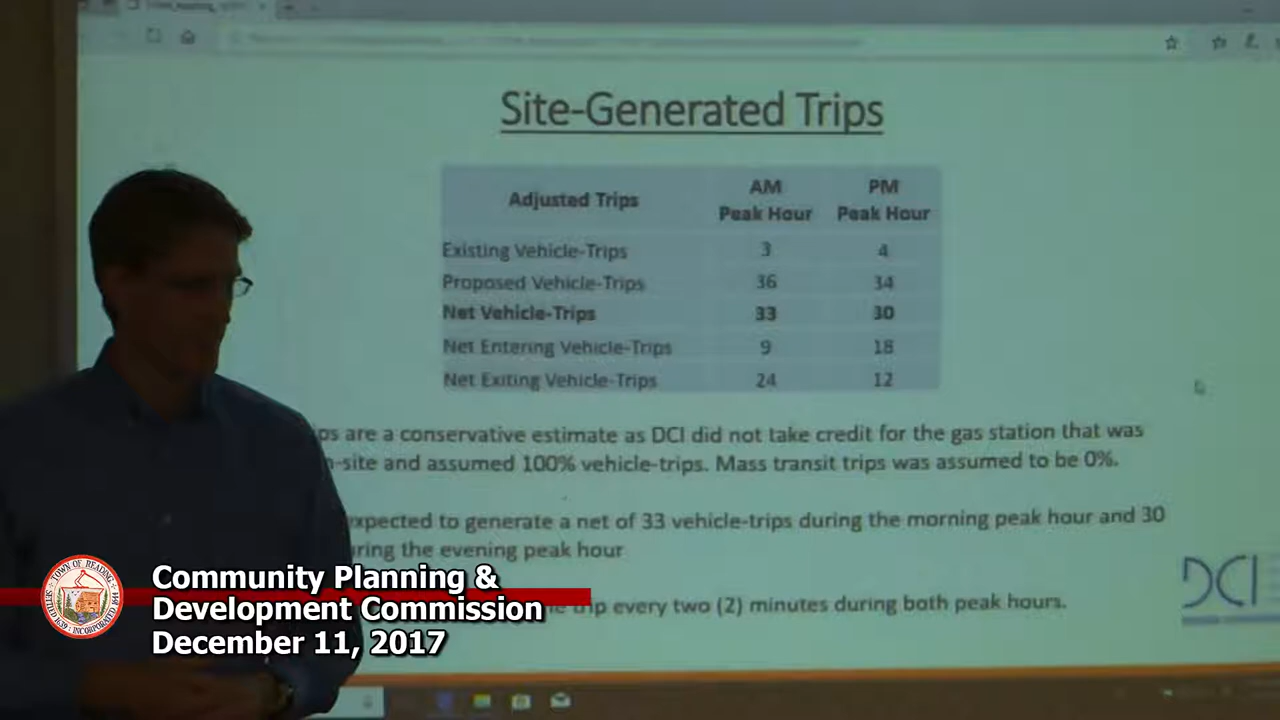 Site-Generated Trips
Adjusted Trips AM Peak Hour PM Peak Hour
Existing Vehicle-Trips 3 4
Proposed Vehicle-Trips 36 34
Net Vehicle-Trips 33 30
Net Entering Vehicle-Trips 9 18
Net Exiting Vehicle-Trips 24 12
are a conservative estimate as DCI did not take credit for the gas station that was
and assumed 100% vehicle-trips. Mass transit trips was assumed to be 0%.
expected to generate a net of 33 vehicle-trips during the morning peak hour and 30
the evening peak hour
trip every two (2) minutes during both peak hours.
DCI
TOWN OF READING
Community Planning &
Development Commission
December 11, 2017